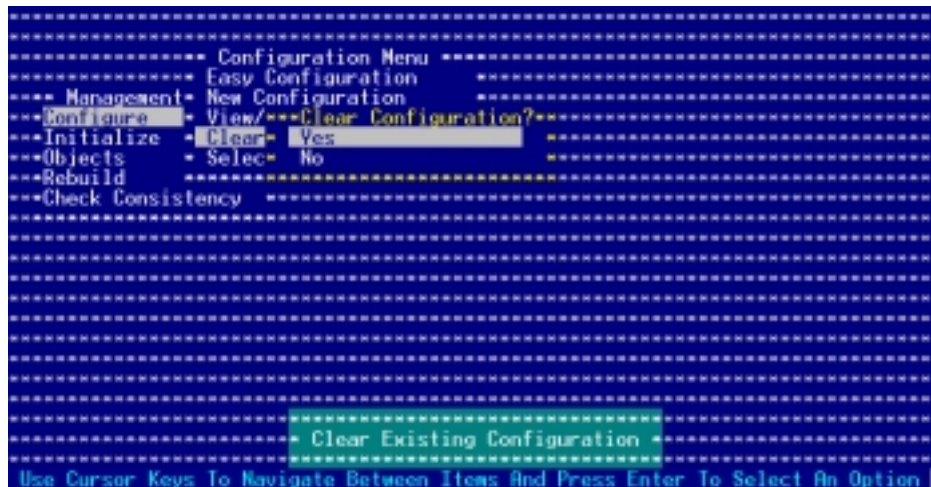 Configuration Menu
Easy Configuration
Management
New Configuration
Configure
View/
Clear Configuration?
Initialize
Clear
Yes
Objects
Selec
No
Rebuild
Check Consistency
Clear Existing Configuration
Use Cursor Keys To Navigate Between Items And Press Enter To Select An Option